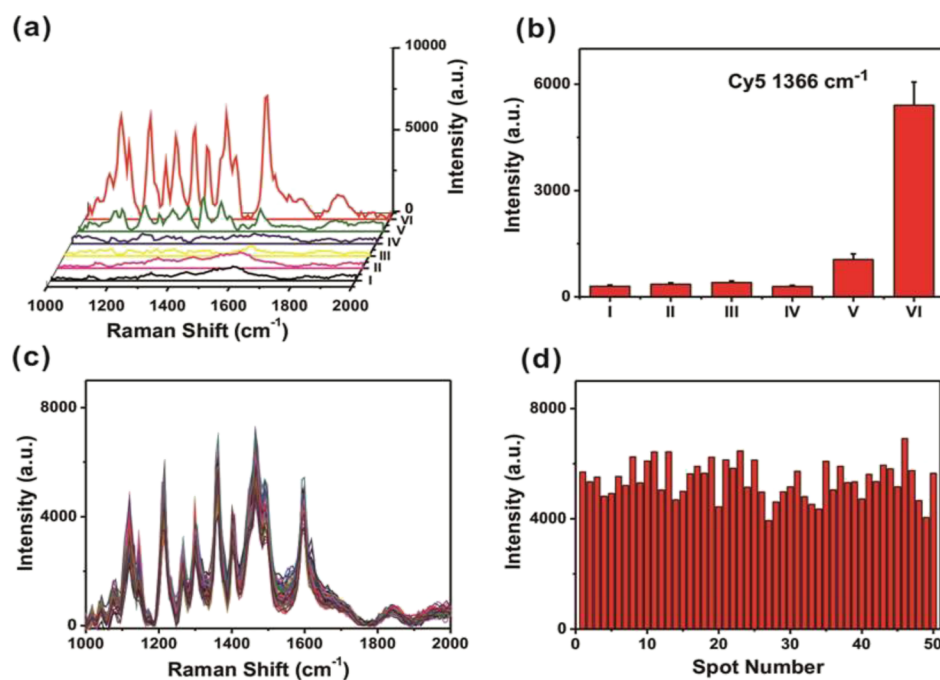 (a)
10000
5000
0
Intensity (a.u.)
VI
V
IV
III
II
I
1000 1200 1400 1600 1800 2000
Raman Shift (cm-1)
(b)
Cy5 1366 cm-1
6000
3000
0
Intensity (a.u.)
I II III IV V VI
(c)
8000
4000
0
Intensity (a.u.)
1000 1200 1400 1600 1800 2000
Raman Shift (cm-1)
(d)
8000
4000
0
Intensity (a.u.)
0 10 20 30 40 50
Spot Number